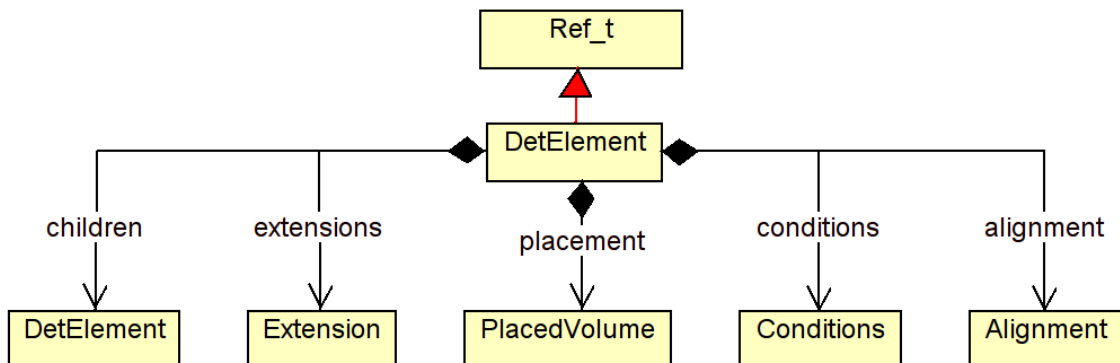 Ref_t
DetElement
children
extensions
placement
conditions
alignment
DetElement
Extension
PlacedVolume
Conditions
Alignment